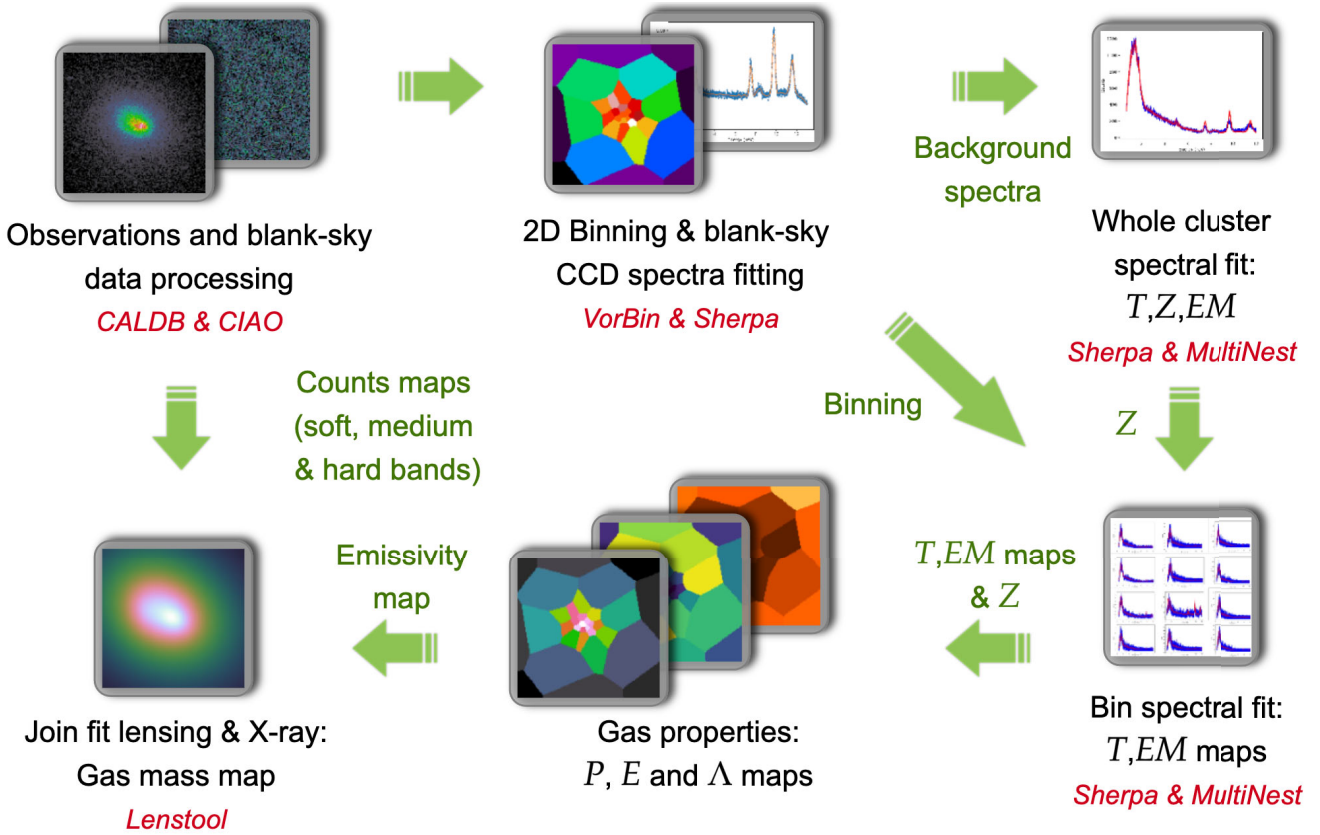 Observations and blank-sky
data processing
CALDB & CIAO
2D Binning & blank-sky
CCD spectra fitting
VorBin & Sherpa
Background
spectra
Whole cluster
spectral fit:
T,Z,EM
Sherpa & MultiNest
Counts maps
(soft, medium
& hard bands)
Binning
Z
Emissivity
map
T,EM maps
& Z
Join fit lensing & X-ray:
Gas mass map
Lenstool
Gas properties:
P, E and Λ maps
Bin spectral fit:
T,EM maps
Sherpa & MultiNest